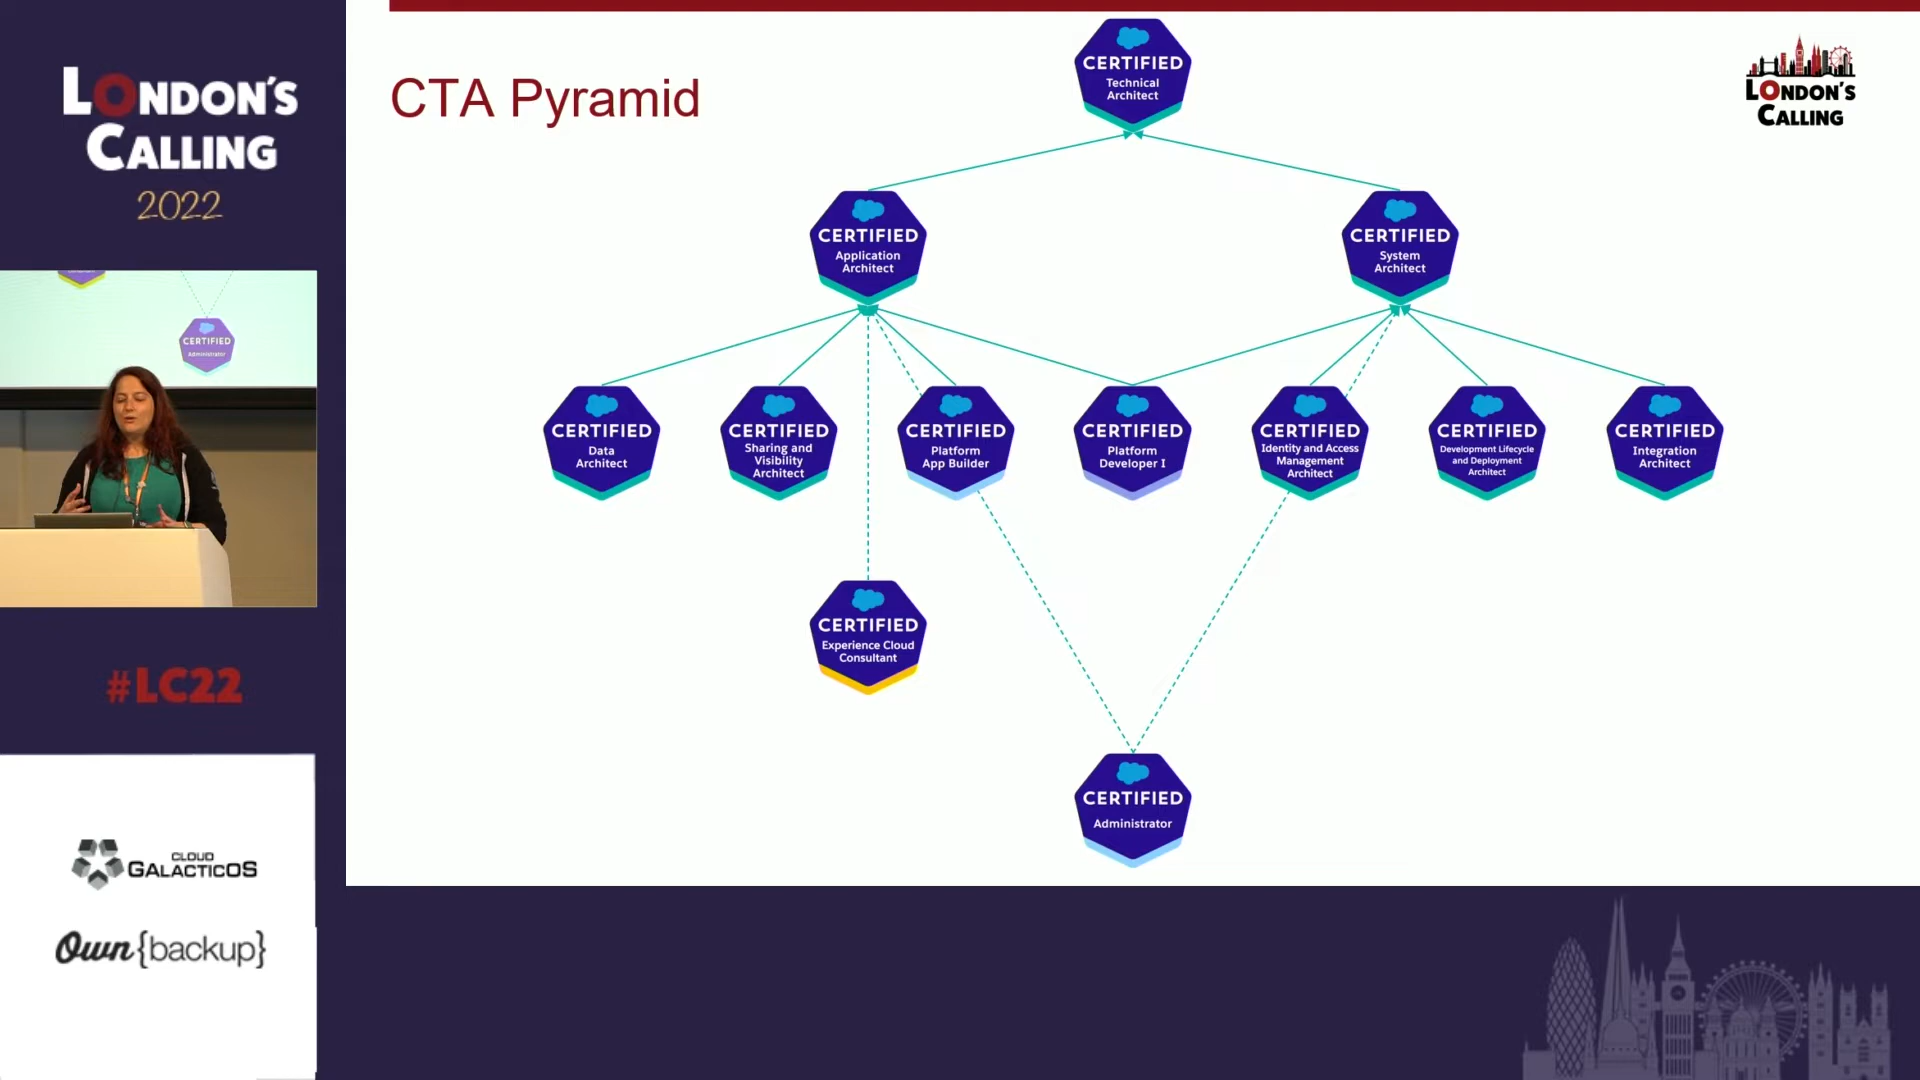 LONDON'S
CALLING
2022
CERTIFIED
Administrator
#LC22
CLOUD
GALACTICOS
Own{backup}
CTA Pyramid
LONDON'S
CALLING
CERTIFIED
Technical
Architect
CERTIFIED
Application
Architect
CERTIFIED
System
Architect
CERTIFIED
Data
Architect
CERTIFIED
Sharing and
Visibility
Architect
CERTIFIED
Platform
App Builder
CERTIFIED
Platform
Developer I
CERTIFIED
Identity and Access
Management
Architect
CERTIFIED
Development Lifecycle
and Deployment
Architect
CERTIFIED
Integration
Architect
CERTIFIED
Experience Cloud
Consultant
CERTIFIED
Administrator